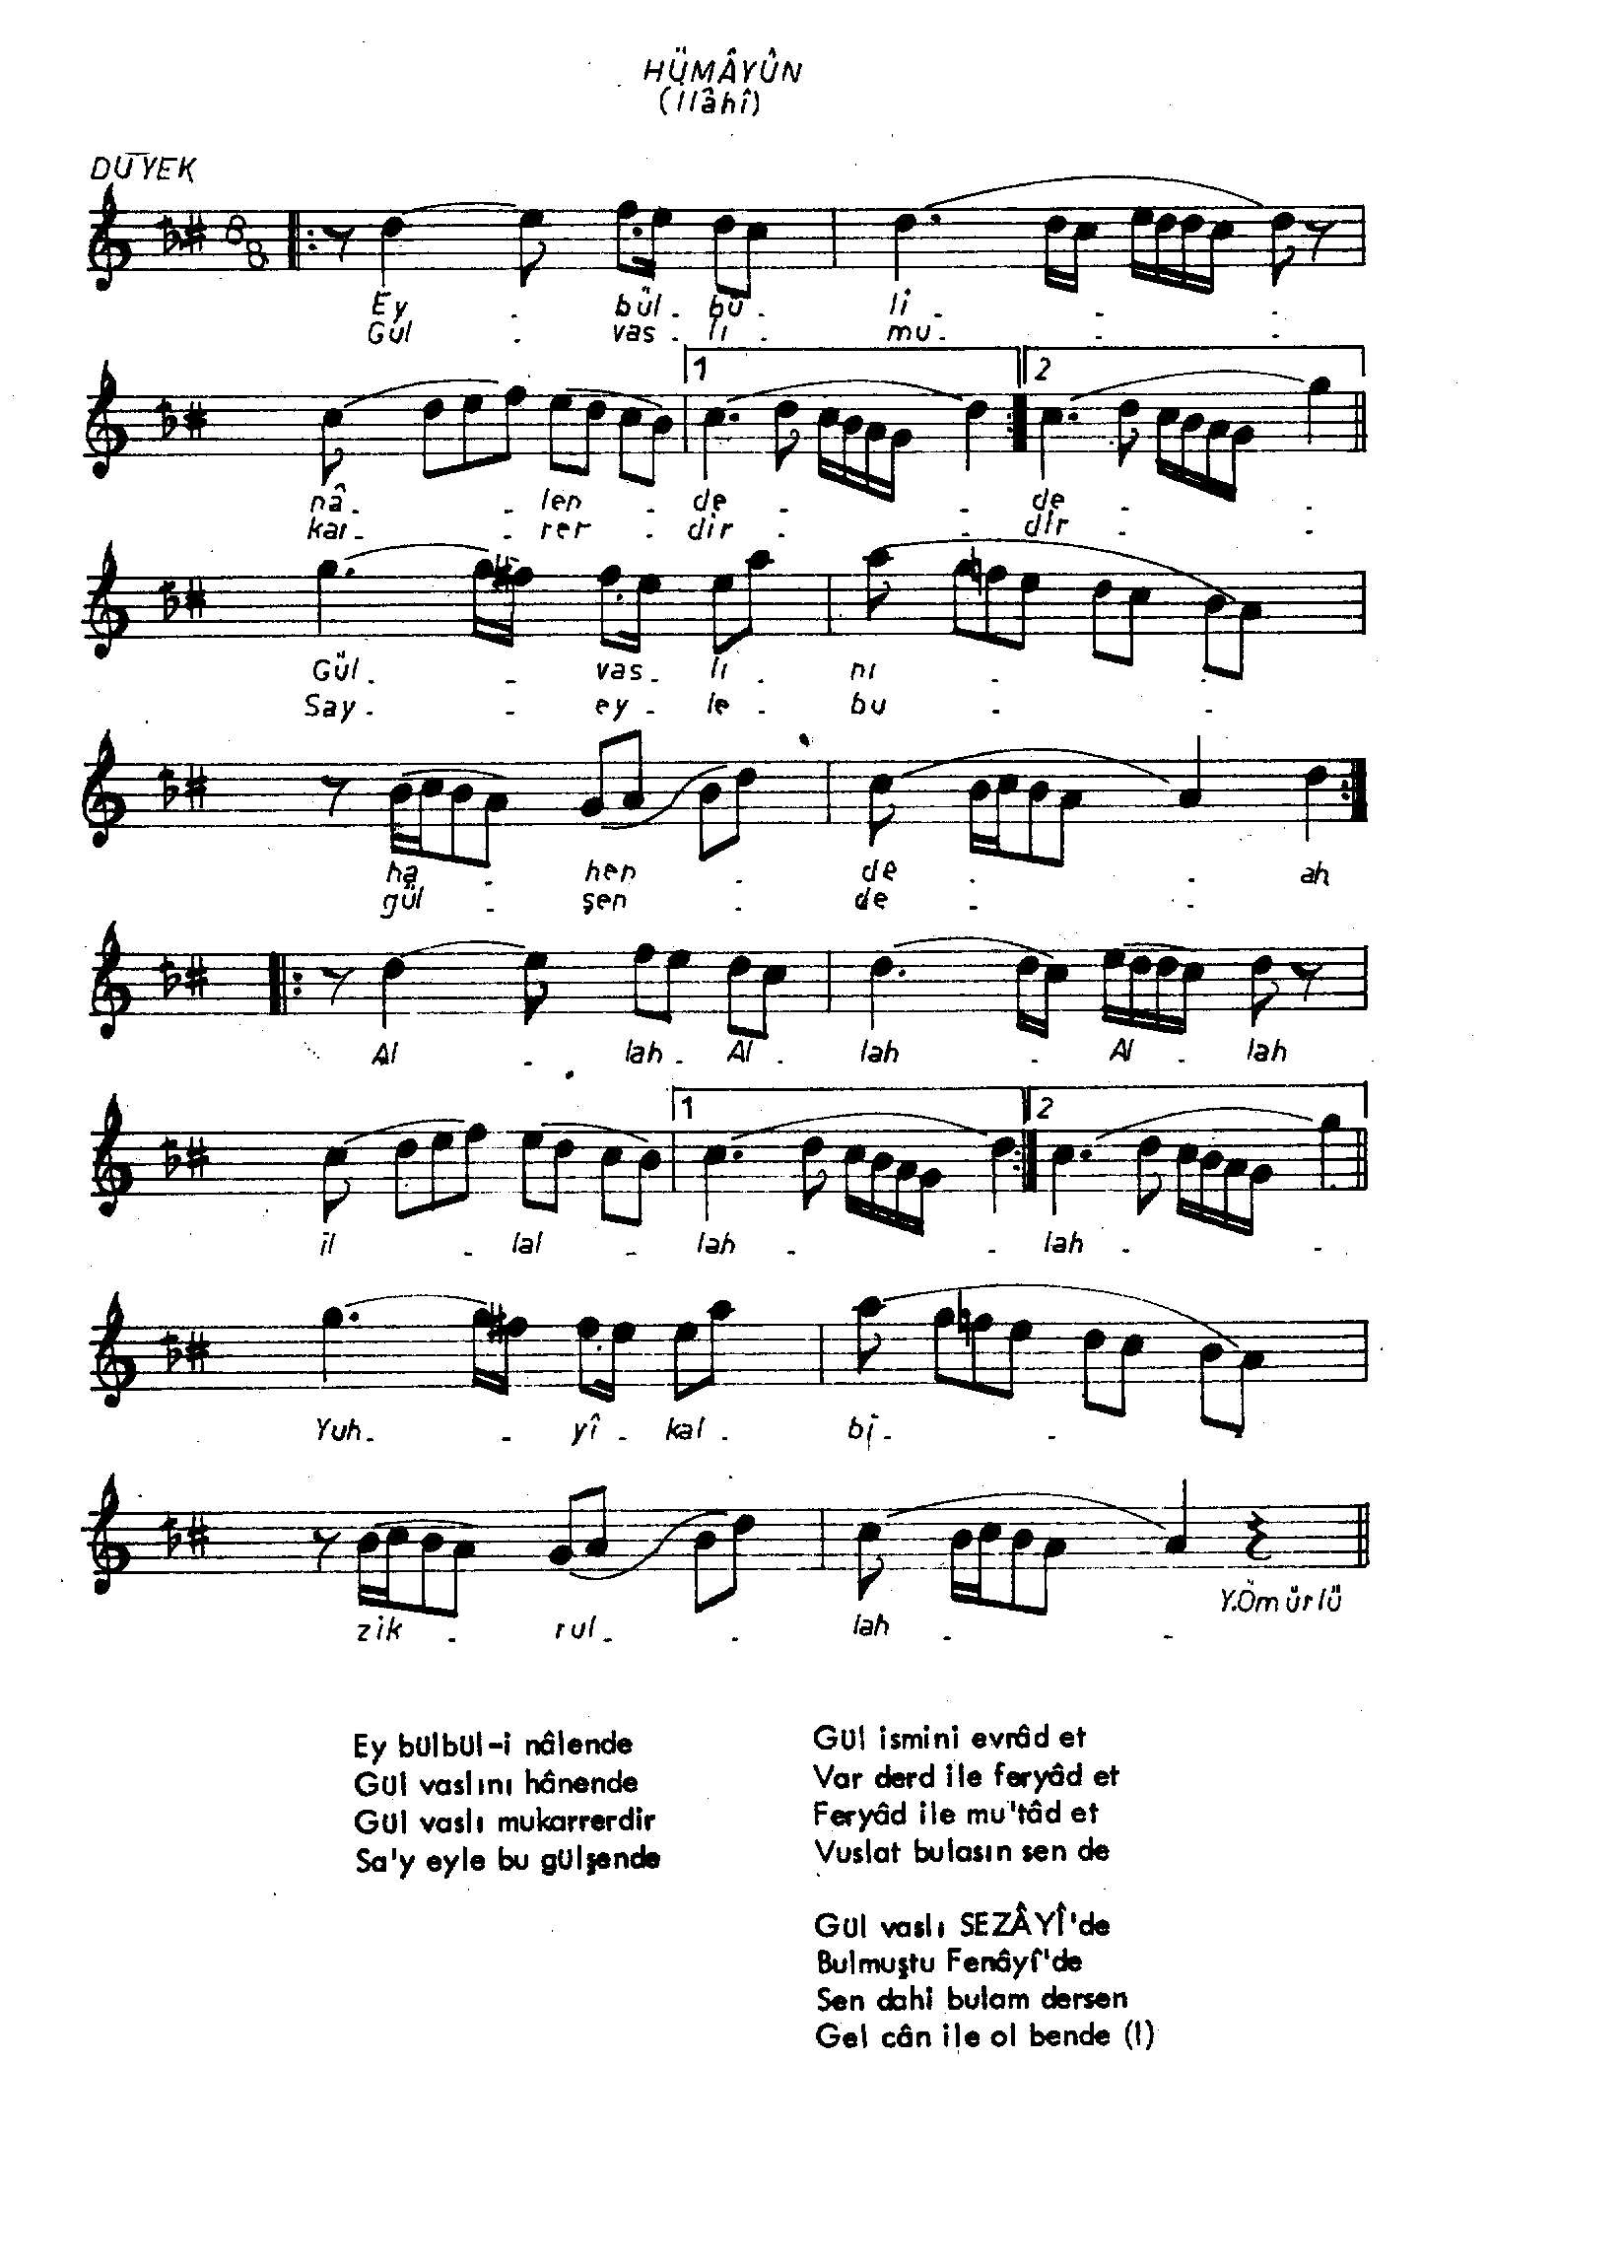 HÜMÂYÛN
(İlâhî)
DÜYEK
8
8
Ey . bül . bü . li . . .
Gül . vas . lı . mu . . .
1 2
nâ . . len . de . . de . .
kar . . rer . dir . . dir . .
Gül . . vas . lı . nı . .
Say . . ey . le . bu . .
ha . hen . de . . ah
gül . şen . de . .
Al . lah . Al . lah . Al . lah
1 2
il . lal . lah . . lah . .
Yuh . . yî . kal . bi . . .
zik . rul . . lah . .
Y.Ömürlü
Ey bülbül-i nâlende
Gül vaslını hânende
Gül vaslı mukarrerdir
Sa'y eyle bu gülşende
Gül ismini evrâd et
Var derd ile feryâd et
Feryâd ile mu'tâd et
Vuslat bulasın sen de
Gül vaslı SEZÂYÎ'de
Bulmuştu Fenâyî'de
Sen dahi bulam dersen
Gel cân ile ol bende (!)